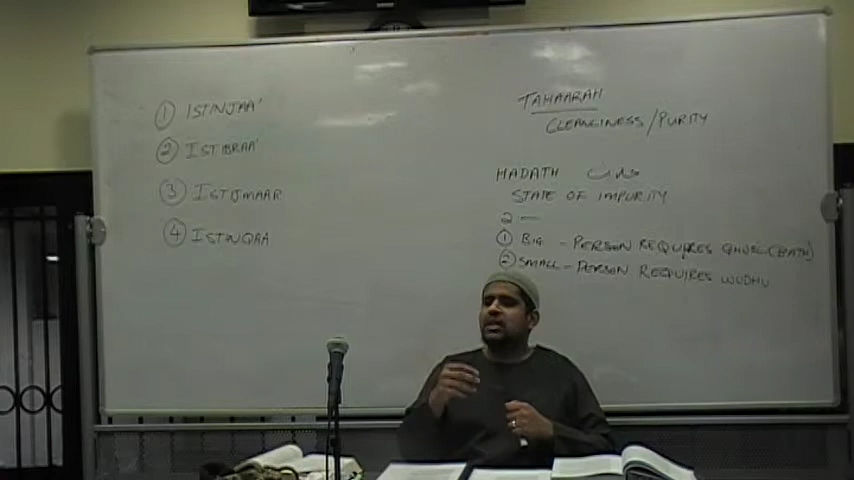 ① ISTINJAA'
② ISTIBRAA'
③ ISTIJMAAR
④ ISTINQAA
TAHAARAH
CLEANLINESS/PURITY
HADATH حدث
STATE OF IMPURITY
2 —
① BIG - PERSON REQUIRES GHUSL (BATH)
② SMALL - PERSON REQUIRES WUDHU